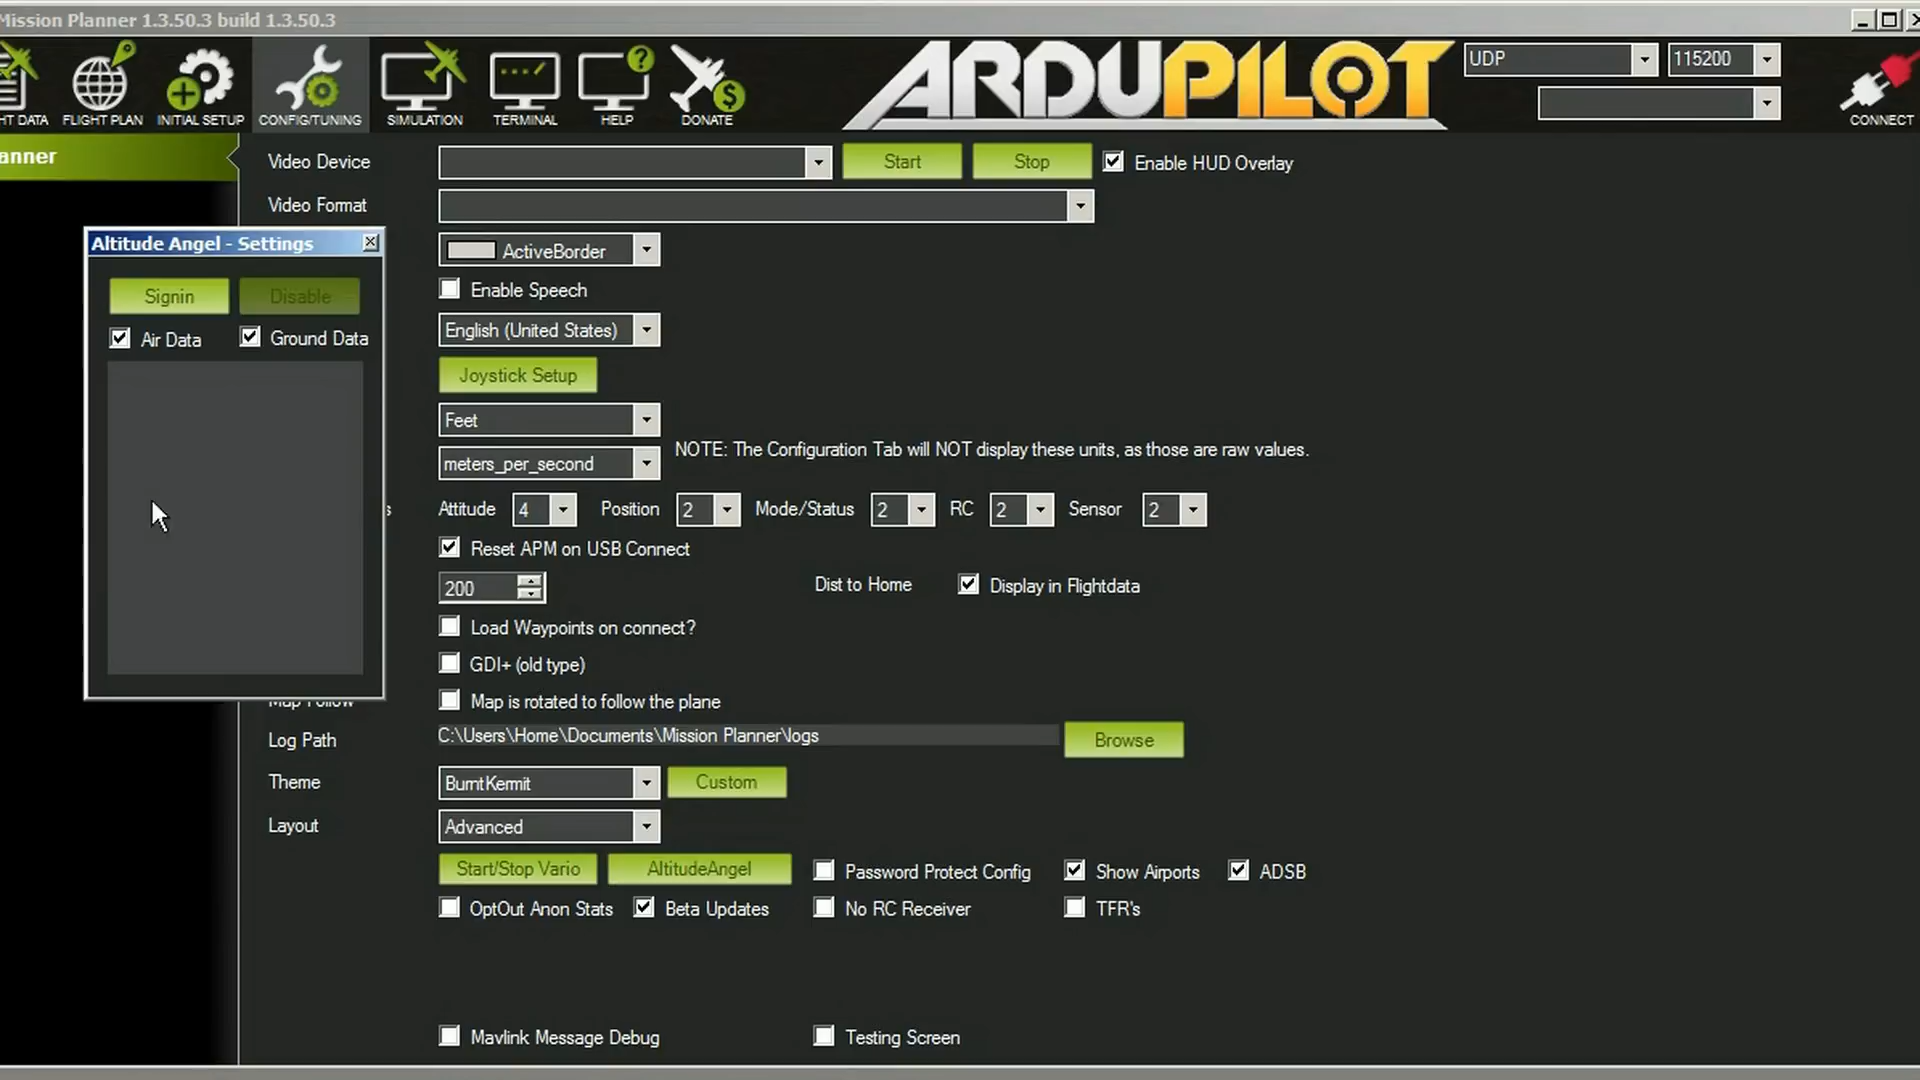 Mission Planner 1.3.50.3 build 1.3.50.3
HT DATA FLIGHT PLAN INITIAL SETUP CONFIG/TUNING SIMULATION TERMINAL HELP DONATE
ARDUPILOT
UDP 115200
CONNECT
anner
Video Device Start Stop Enable HUD Overlay
Video Format
Altitude Angel - Settings
Signin Disable
Air Data Ground Data
ActiveBorder
Enable Speech
English (United States)
Joystick Setup
Feet
meters_per_second NOTE: The Configuration Tab will NOT display these units, as those are raw values.
s Attitude 4 Position 2 Mode/Status 2 RC 2 Sensor 2
Reset APM on USB Connect
200 Dist to Home Display in Flightdata
Load Waypoints on connect?
GDI+ (old type)
Map Follow Map is rotated to follow the plane
Log Path C:\Users\Home\Documents\Mission Planner\logs Browse
Theme BurntKermit Custom
Layout Advanced
Start/Stop Vario AltitudeAngel Password Protect Config Show Airports ADSB
OptOut Anon Stats Beta Updates No RC Receiver TFR's
Mavlink Message Debug Testing Screen